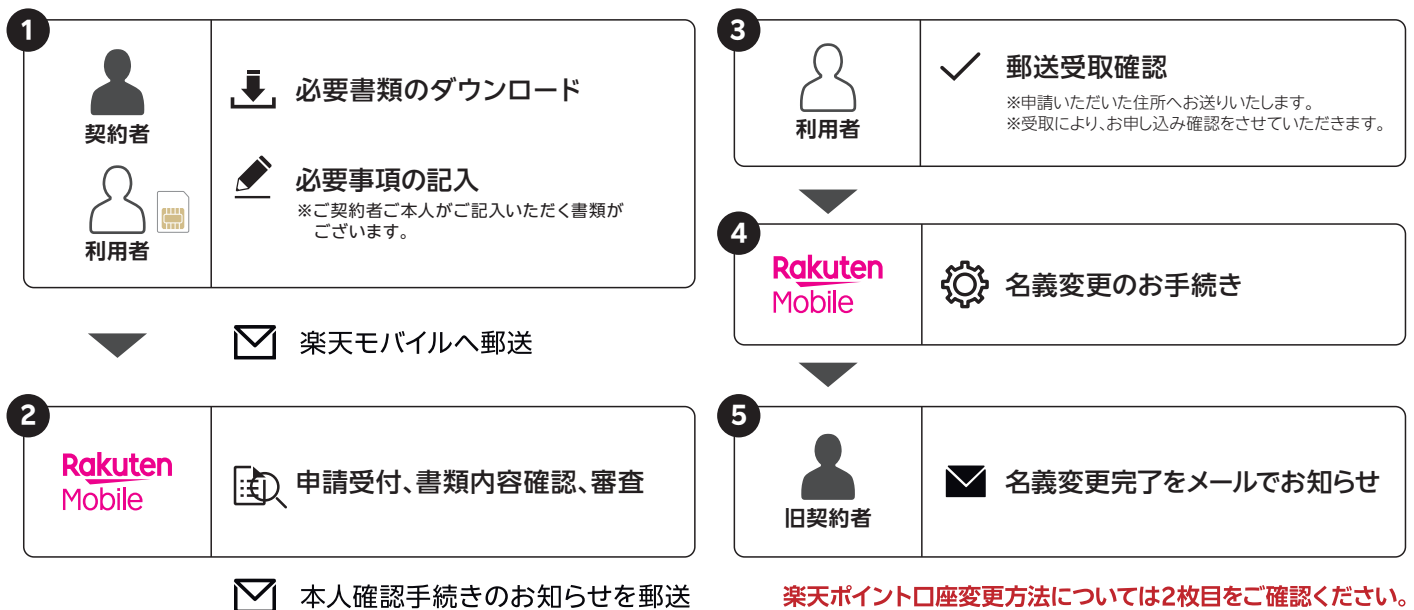 1
契約者
必要書類のダウンロード
利用者
必要事項の記入
※ご契約者ご本人がご記入いただく書類が
ございます。
楽天モバイルへ郵送
2
Rakuten
Mobile
申請受付、書類内容確認、審査
本人確認手続きのお知らせを郵送
3
利用者
郵送受取確認
※申請いただいた住所へお送りいたします。
※受取により、お申し込み確認をさせていただきます。
4
Rakuten
Mobile
名義変更のお手続き
5
旧契約者
名義変更完了をメールでお知らせ
楽天ポイント口座変更方法については2枚目をご確認ください。